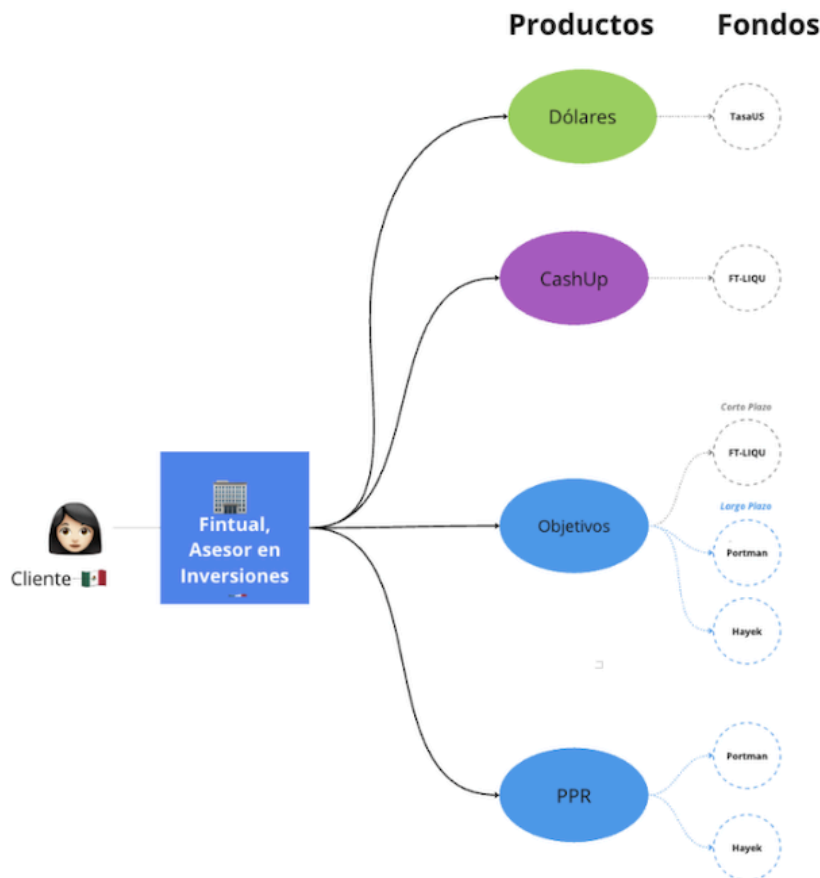 Productos
Fondos
Dólares
TasaUS
CashUp
FT-LIQU
Corto Plazo
FT-LIQU
Fintual,
Asesor en
Inversiones
Cliente
Objetivos
Largo Plazo
Portman
Hayek
PPR
Portman
Hayek